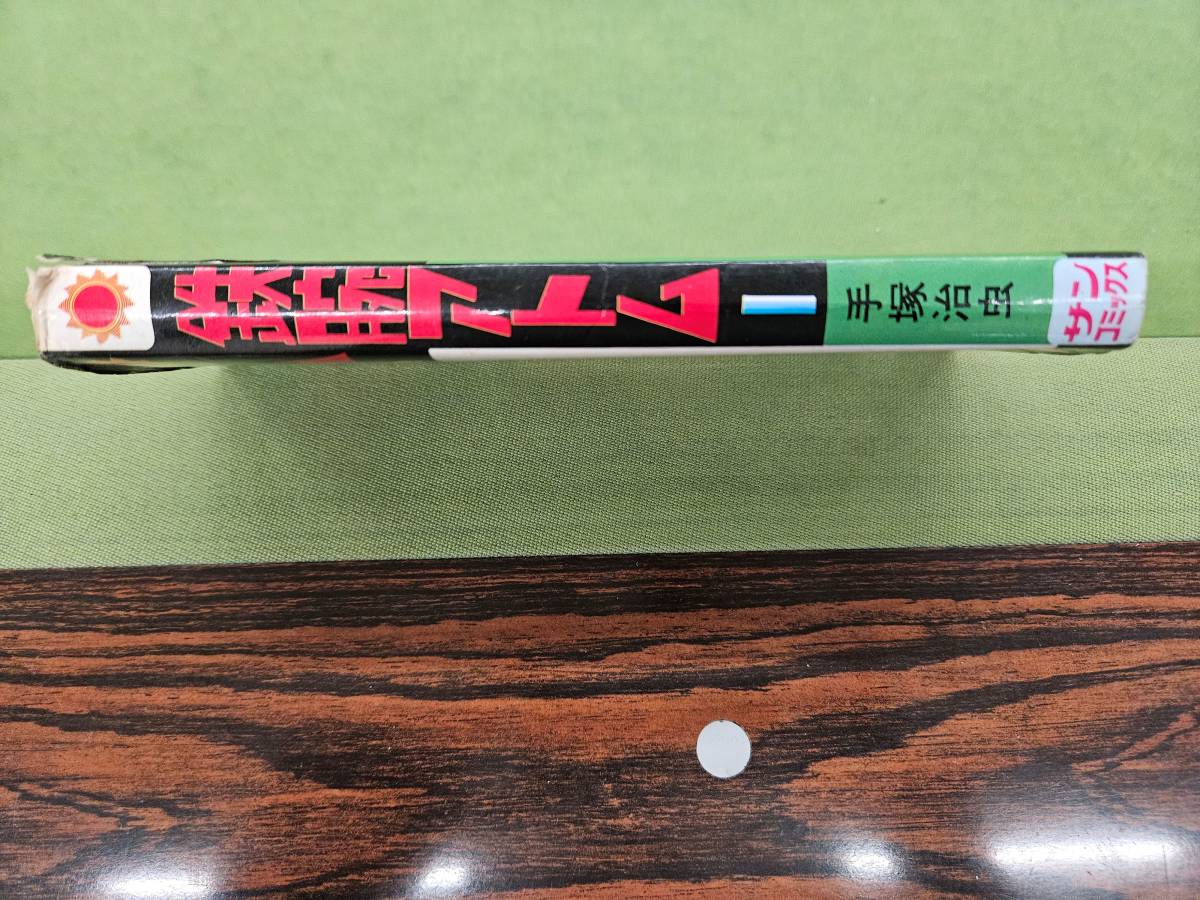 鉄腕アトム
1
手塚治虫
サン
コミックス